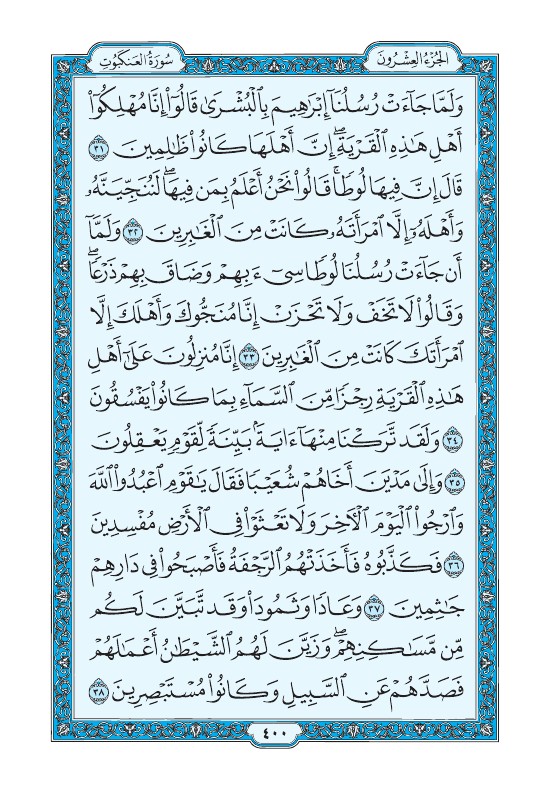 الجُزْءُ العِشْرُونَ
سُورَةُ العَنكَبُوتِ
وَلَمَّا جَآءَتْ رُسُلُنَآ إِبْرَٰهِيمَ بِٱلْبُشْرَىٰ قَالُوٓا۟ إِنَّا مُهْلِكُوٓا۟
أَهْلِ هَٰذِهِ ٱلْقَرْيَةِ ۖ إِنَّ أَهْلَهَا كَانُوا۟ ظَٰلِمِينَ ٣١
قَالَ إِنَّ فِيهَا لُوطًا ۚ قَالُوا۟ نَحْنُ أَعْلَمُ بِمَن فِيهَا ۖ لَنُنَجِّيَنَّهُۥ
وَأَهْلَهُۥٓ إِلَّا ٱمْرَأَتَهُۥ كَانَتْ مِنَ ٱلْغَٰبِرِينَ ٣٢ وَلَمَّآ
أَن جَآءَتْ رُسُلُنَا لُوطًا سِىٓءَ بِهِمْ وَضَاقَ بِهِمْ ذَرْعًا ۖ
وَقَالُوا۟ لَا تَخَفْ وَلَا تَحْزَنْ إِنَّا مُنَجُّوكَ وَأَهْلَكَ إِلَّا
ٱمْرَأَتَكَ كَانَتْ مِنَ ٱلْغَٰبِرِينَ ٣٣ إِنَّا مُنزِلُونَ عَلَىٰٓ أَهْلِ
هَٰذِهِ ٱلْقَرْيَةِ رِجْزًا مِّنَ ٱلسَّمَآءِ بِمَا كَانُوا۟ يَفْسُقُونَ
٣٤ وَلَقَد تَّرَكْنَا مِنْهَآ ءَايَةًۢ بَيِّنَةً لِّقَوْمٍ يَعْقِلُونَ
٣٥ وَإِلَىٰ مَدْيَنَ أَخَاهُمْ شُعَيْبًا فَقَالَ يَٰقَوْمِ ٱعْبُدُوا۟ ٱللَّهَ
وَٱرْجُوا۟ ٱلْيَوْمَ ٱلْءَاخِرَ وَلَا تَعْثَوْا۟ فِى ٱلْأَرْضِ مُفْسِدِينَ
٣٦ فَكَذَّبُوهُ فَأَخَذَتْهُمُ ٱلرَّجْفَةُ فَأَصْبَحُوا۟ فِى دَارِهِمْ
جَٰثِمِينَ ٣٧ وَعَادًا وَثَمُودَا۟ وَقَد تَّبَيَّنَ لَكُم
مِّن مَّسَٰكِنِهِمْ ۖ وَزَيَّنَ لَهُمُ ٱلشَّيْطَٰنُ أَعْمَٰلَهُمْ
فَصَدَّهُمْ عَنِ ٱلسَّبِيلِ وَكَانُوا۟ مُسْتَبْصِرِينَ ٣٨
٤٠٠